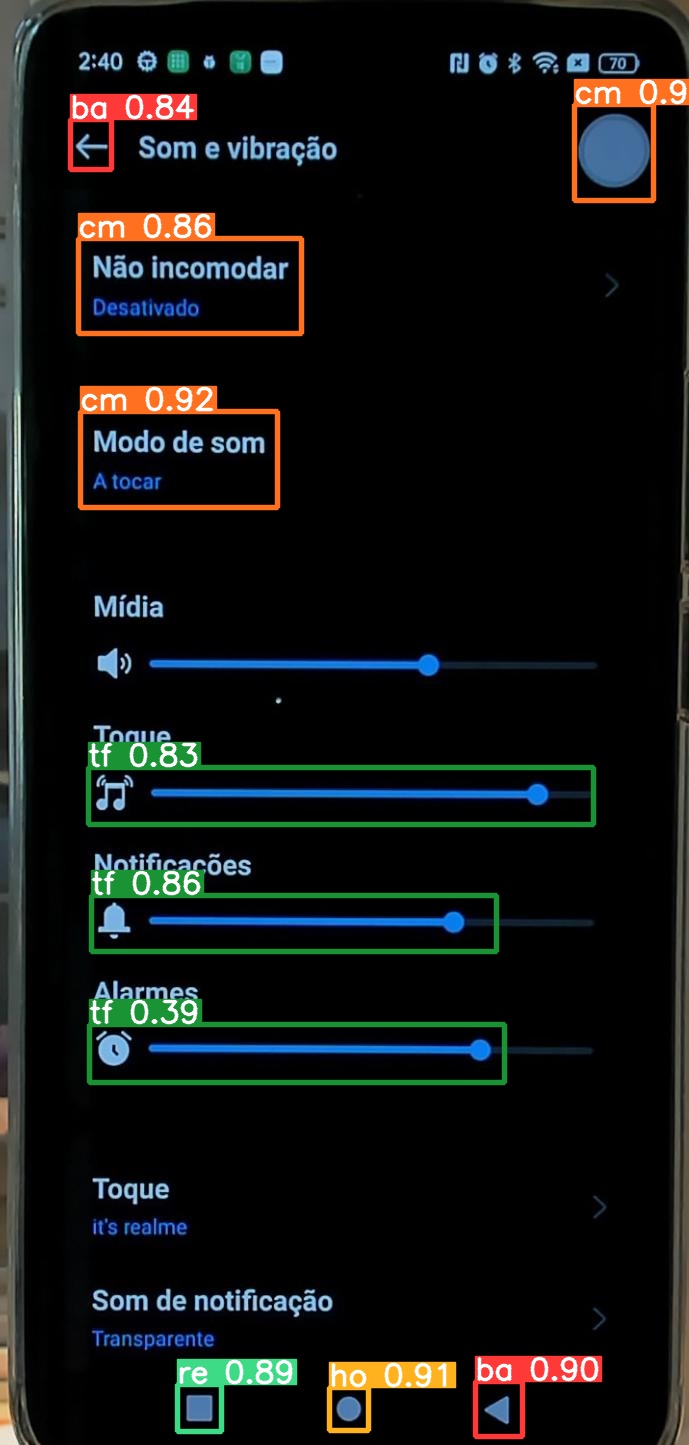 2:40
70
cm 0.9
ba 0.84
Som e vibração
cm 0.86
Não incomodar
Desativado
cm 0.92
Modo de som
A tocar
Mídia
Toque
tf 0.83
Notificações
tf 0.86
Alarmes
tf 0.39
Toque
it's realme
Som de notificação
Transparente
re 0.89
ho 0.91
ba 0.90